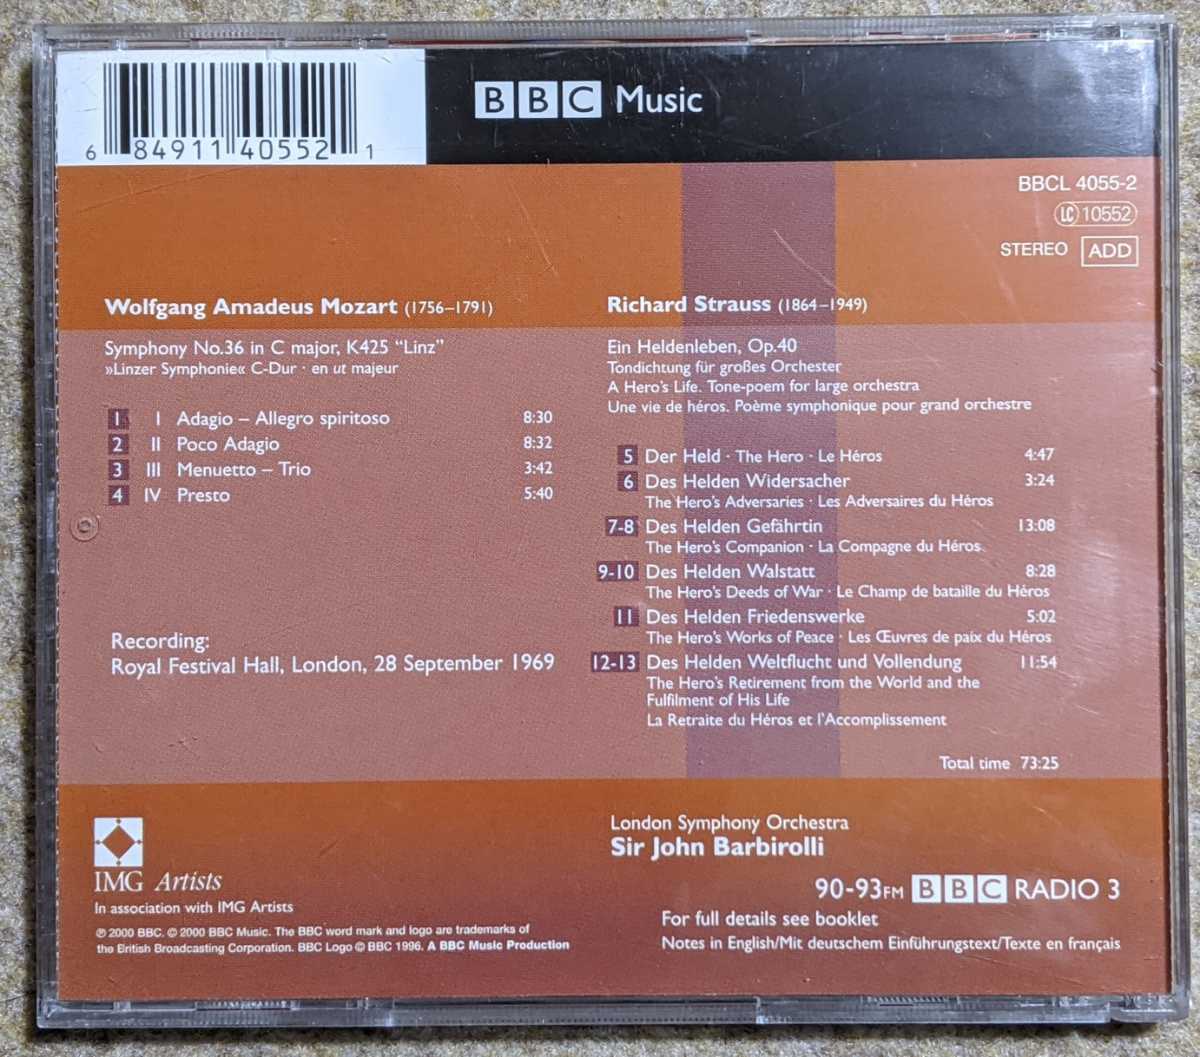 6 84911 40552 1
BBC Music
BBCL 4055-2
LC 10552
STEREO ADD
Wolfgang Amadeus Mozart (1756–1791)
Symphony No.36 in C major, K425 “Linz”
»Linzer Symphonie« C-Dur · en ut majeur
1 I Adagio – Allegro spiritoso 8:30
2 II Poco Adagio 8:32
3 III Menuetto – Trio 3:42
4 IV Presto 5:40
Recording:
Royal Festival Hall, London, 28 September 1969
Richard Strauss (1864–1949)
Ein Heldenleben, Op.40
Tondichtung für großes Orchester
A Hero's Life. Tone-poem for large orchestra
Une vie de héros. Poème symphonique pour grand orchestre
5 Der Held · The Hero · Le Héros 4:47
6 Des Helden Widersacher 3:24
The Hero's Adversaries · Les Adversaires du Héros
7-8 Des Helden Gefährtin 13:08
The Hero's Companion · La Compagne du Héros
9-10 Des Helden Walstatt 8:28
The Hero's Deeds of War · Le Champ de bataille du Héros
11 Des Helden Friedenswerke 5:02
The Hero's Works of Peace · Les Œuvres de paix du Héros
12-13 Des Helden Weltflucht und Vollendung 11:54
The Hero's Retirement from the World and the
Fulfilment of His Life
La Retraite du Héros et l'Accomplissement
Total time 73:25
London Symphony Orchestra
Sir John Barbirolli
90-93FM BBC RADIO 3
For full details see booklet
Notes in English/Mit deutschem Einführungstext/Texte en français
IMG Artists
In association with IMG Artists
℗ 2000 BBC. © 2000 BBC Music. The BBC word mark and logo are trademarks of
the British Broadcasting Corporation. BBC Logo © BBC 1996. A BBC Music Production